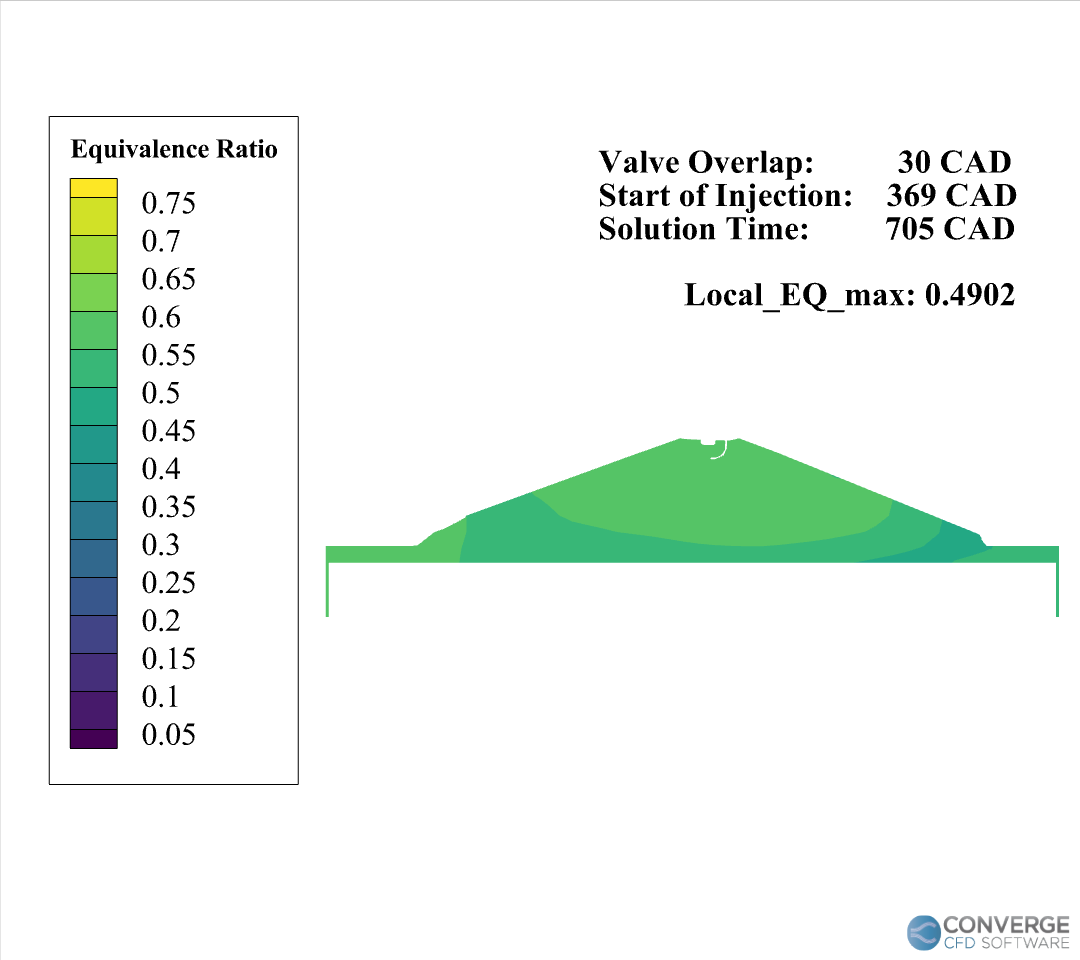 Equivalence Ratio
0.75
0.7
0.65
0.6
0.55
0.5
0.45
0.4
0.35
0.3
0.25
0.2
0.15
0.1
0.05
Valve Overlap: 30 CAD
Start of Injection: 369 CAD
Solution Time: 705 CAD
Local_EQ_max: 0.4902
CONVERGE
CFD SOFTWARE